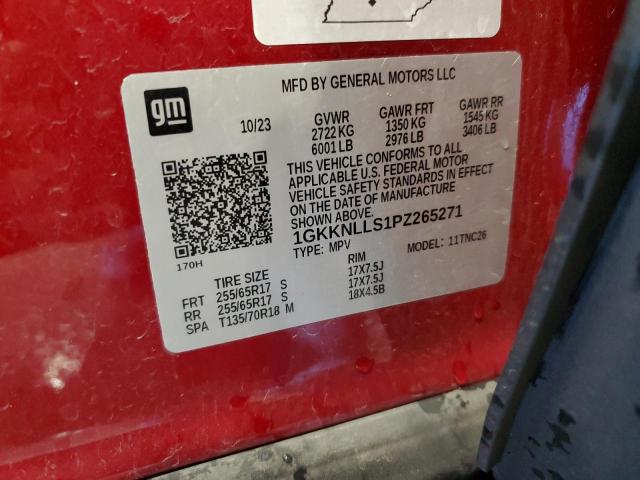 MFD BY GENERAL MOTORS LLC
gm
10/23
GVWR
2722 KG
6001 LB
GAWR FRT
1350 KG
2976 LB
GAWR RR
1545 KG
3406 LB
THIS VEHICLE CONFORMS TO ALL
APPLICABLE U.S. FEDERAL MOTOR
VEHICLE SAFETY STANDARDS IN EFFECT
ON THE DATE OF MANUFACTURE
SHOWN ABOVE.
1GKKNLLS1PZ265271
TYPE: MPV
MODEL: 11TNC26
170H
TIRE SIZE
RIM
FRT 255/65R17 S 17X7.5J
RR 255/65R17 S 17X7.5J
SPA T135/70R18 M 18X4.5B